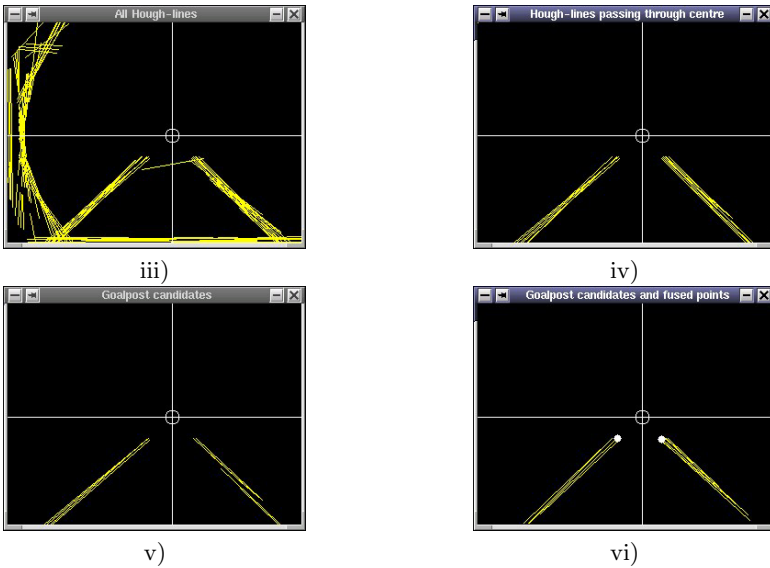 All Hough-lines
Hough-lines passing through centre
iii)
iv)
Goalpost candidates
Goalpost candidates and fused points
v)
vi)